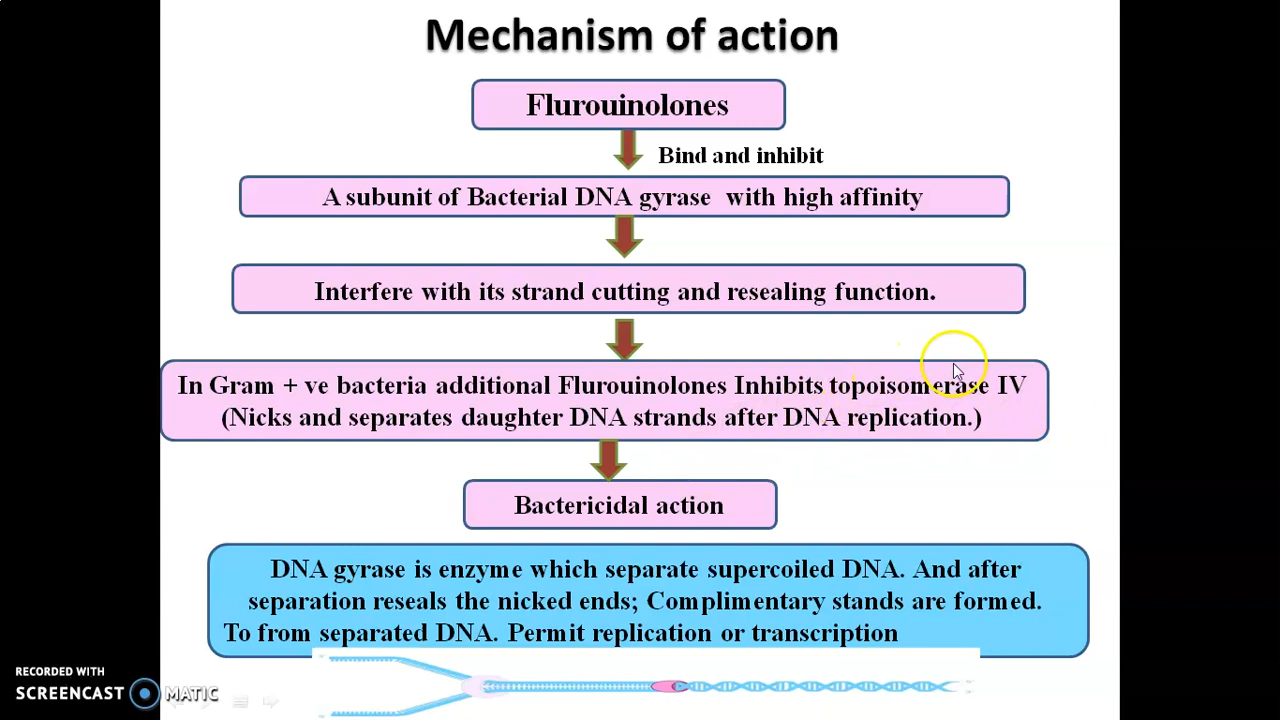 Mechanism of action
Flurouinolones
Bind and inhibit
A subunit of Bacterial DNA gyrase with high affinity
Interfere with its strand cutting and resealing function.
In Gram + ve bacteria additional Flurouinolones Inhibits topoisomerase IV
(Nicks and separates daughter DNA strands after DNA replication.)
Bactericidal action
DNA gyrase is enzyme which separate supercoiled DNA. And after
separation reseals the nicked ends; Complimentary stands are formed.
To from separated DNA. Permit replication or transcription
RECORDED WITH
SCREENCAST MATIC